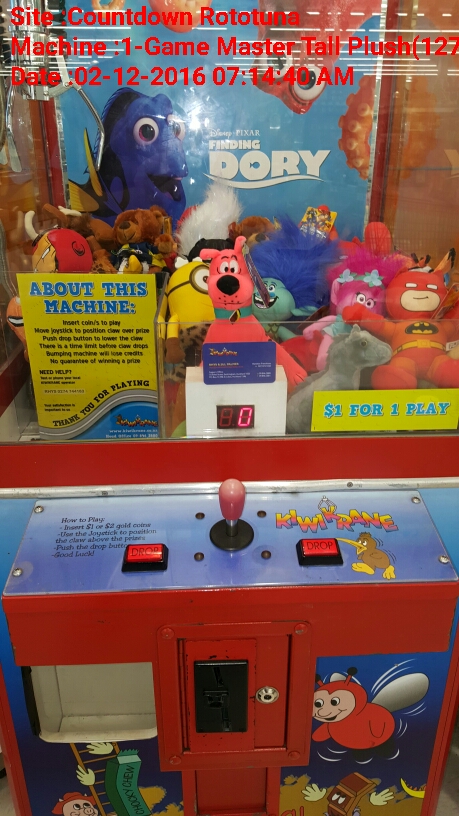 Site :Countdown Rototuna
Machine :1-Game Master Tall Plush(127
Date :02-12-2016 07:14:40 AM
DISNEY·PIXAR
FINDING
DORY
ABOUT THIS
MACHINE:
Insert coin/s to play
Move joystick to position claw over prize
Push drop button to lower the claw
There is a time limit before claw drops
Bumping machine will lose credits
No guarantee of winning a prize
NEED HELP?
THANK YOU FOR PLAYING
0
$1 FOR 1 PLAY
How to Play:
- Insert $1 or $2 gold coins
-Use the Joystick to position
the claw above the prizes
-Push the drop button
-Good Luck!
KIWIKRANE
DROP
DROP
CHOOKY CHEW